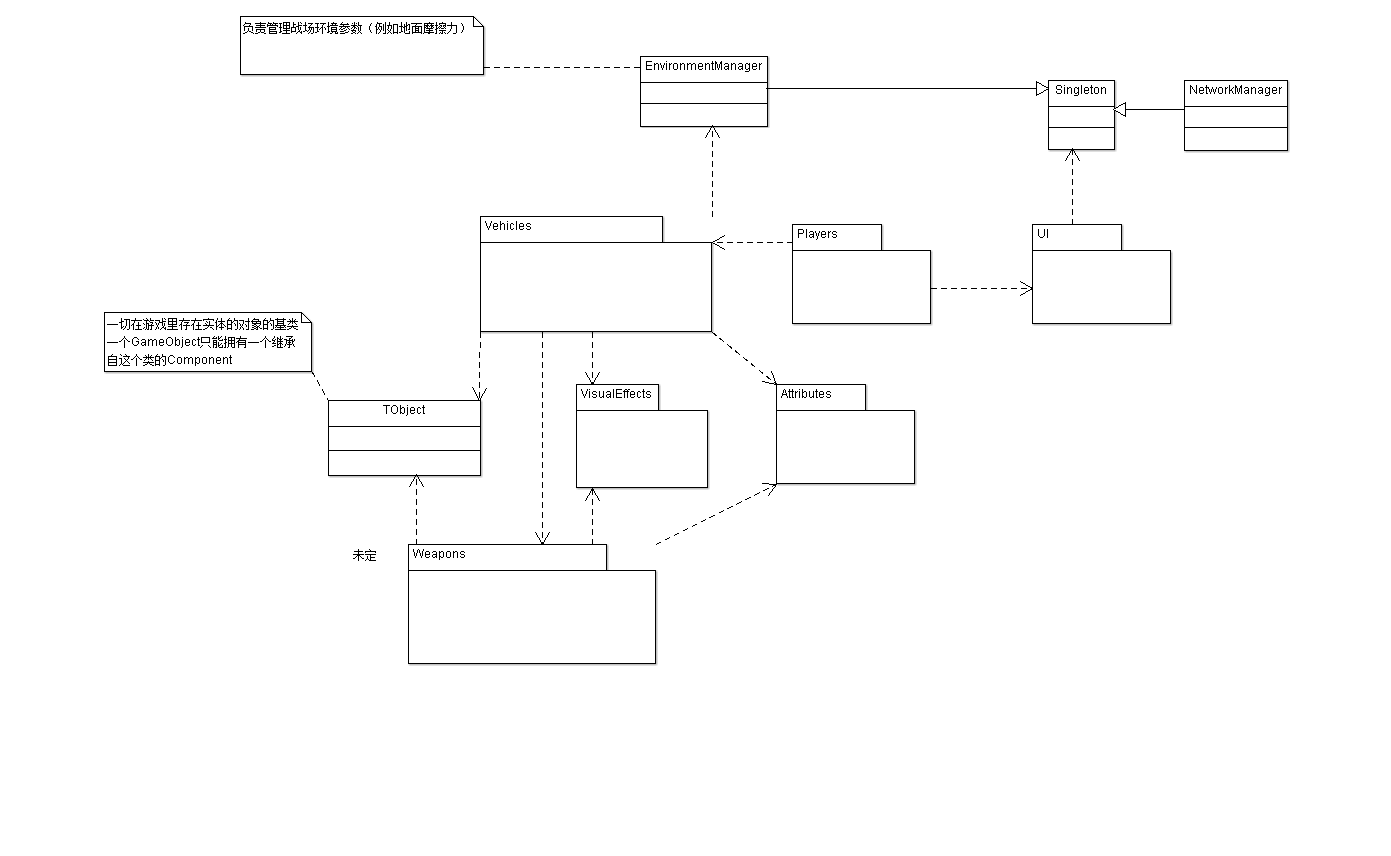 负责管理战场环境参数（例如地面摩擦力）
EnvironmentManager
Singleton
NetworkManager
Vehicles
Players
UI
一切在游戏里存在实体的对象的基类
一个GameObject只能拥有一个继承
自这个类的Component
TObject
VisualEffects
Attributes
未定
Weapons